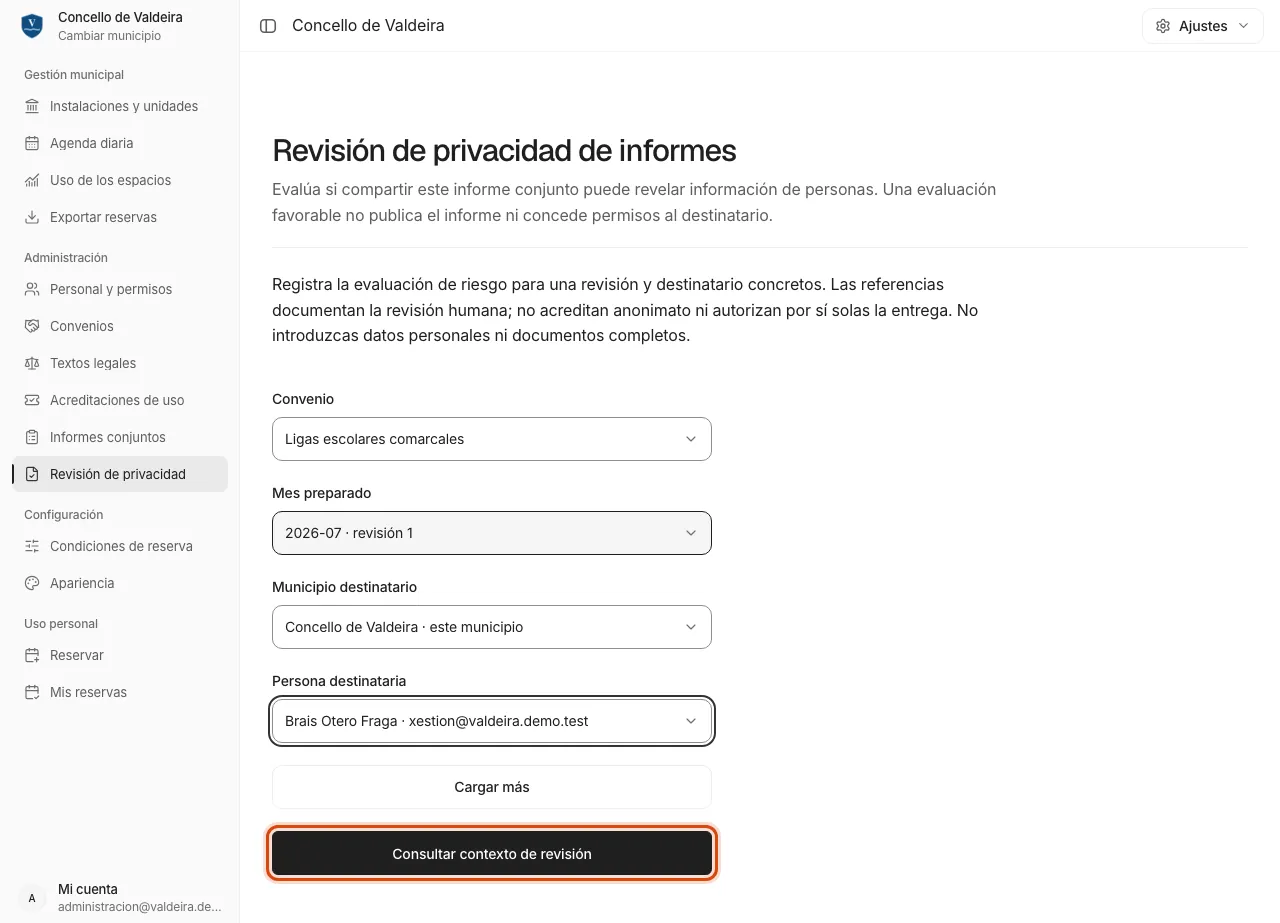 Concello de Valdeira
Cambiar municipio
Gestión municipal
Instalaciones y unidades
Agenda diaria
Uso de los espacios
Exportar reservas
Administración
Personal y permisos
Convenios
Textos legales
Acreditaciones de uso
Informes conjuntos
Revisión de privacidad
Configuración
Condiciones de reserva
Apariencia
Uso personal
Reservar
Mis reservas
A
Mi cuenta
administracion@valdeira.de...
Concello de Valdeira
Ajustes
Revisión de privacidad de informes
Evalúa si compartir este informe conjunto puede revelar información de personas. Una evaluación
favorable no publica el informe ni concede permisos al destinatario.
Registra la evaluación de riesgo para una revisión y destinatario concretos. Las referencias
documentan la revisión humana; no acreditan anonimato ni autorizan por sí solas la entrega. No
introduzcas datos personales ni documentos completos.
Convenio
Ligas escolares comarcales
Mes preparado
2026-07 · revisión 1
Municipio destinatario
Concello de Valdeira · este municipio
Persona destinataria
Brais Otero Fraga · xestion@valdeira.demo.test
Cargar más
Consultar contexto de revisión